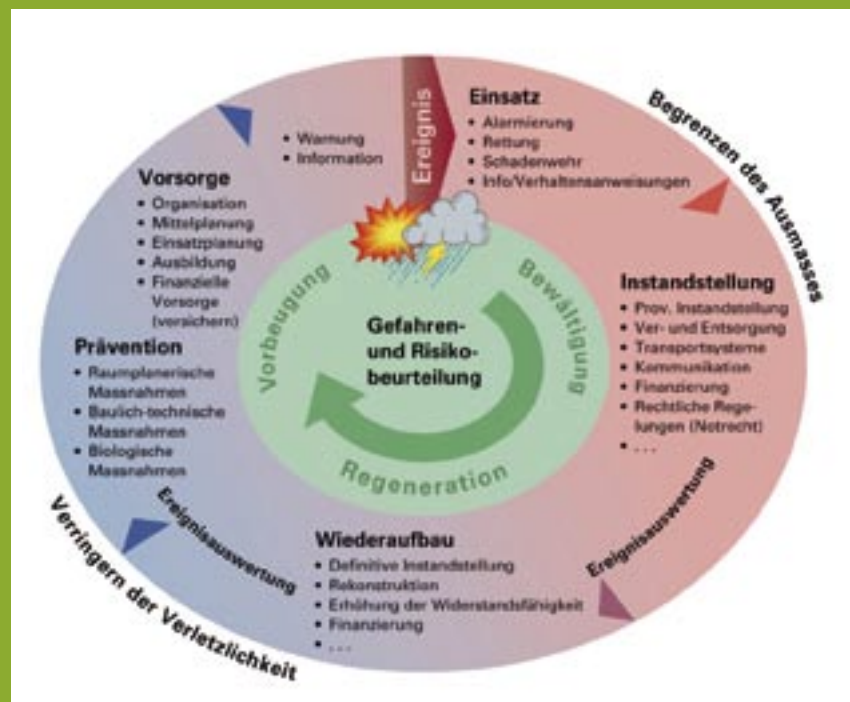 Ereignis
Einsatz
• Alarmierung
• Rettung
• Schadenwehr
• Info/Verhaltensanweisungen
Begrenzen des Ausmasses
Instandstellung
• Prov. Instandstellung
• Ver- und Entsorgung
• Transportsysteme
• Kommunikation
• Finanzierung
• Rechtliche Rege-
lungen (Notrecht)
• . . .
Ereignisauswertung
Wiederaufbau
• Definitive Instandstellung
• Rekonstruktion
• Erhöhung der Widerstandsfähigkeit
• Finanzierung
• . . .
Ereignisauswertung
Verringern der Verletzlichkeit
Prävention
• Raumplanerische
Massnahmen
• Baulich-technische
Massnahmen
• Biologische
Massnahmen
Vorsorge
• Organisation
• Mittelplanung
• Einsatzplanung
• Ausbildung
• Finanzielle
Vorsorge
(versichern)
• Warnung
• Information
Bewältigung
Regeneration
Vorbeugung
Gefahren-
und Risiko-
beurteilung